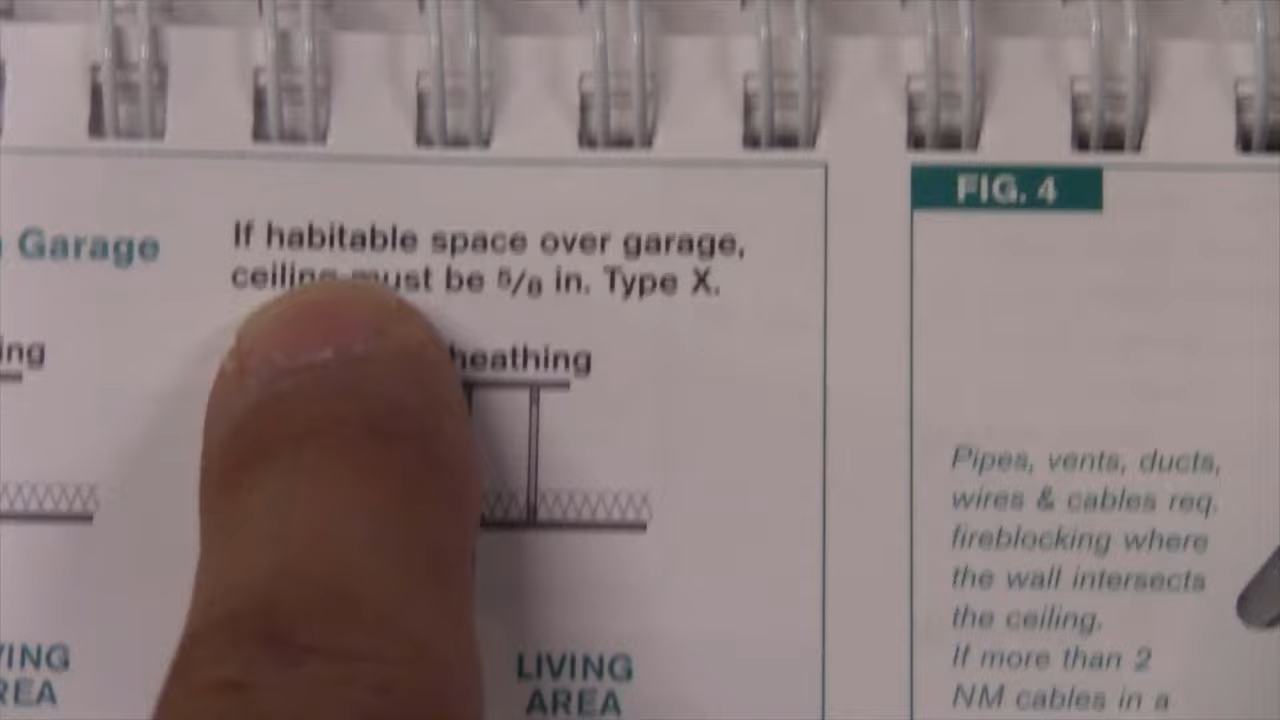 Garage
If habitable space over garage,
ceiling must be 5/8 in. Type X.
ing
heathing
VING
REA
LIVING
AREA
FIG. 4
Pipes, vents, ducts,
wires & cables req.
fireblocking where
the wall intersects
the ceiling.
If more than 2
NM cables in a